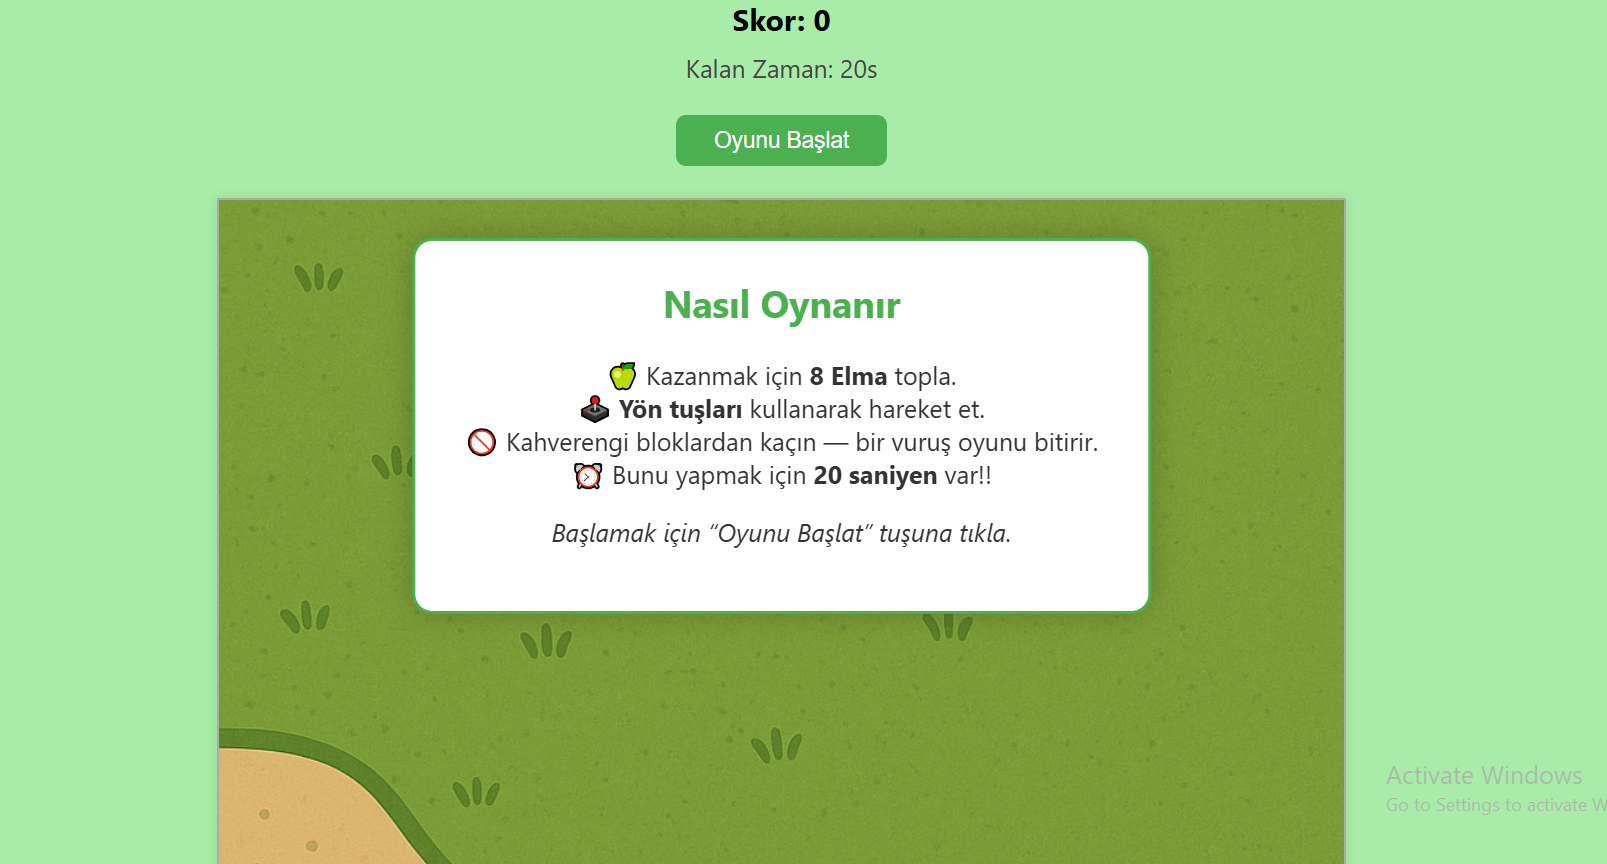 Skor: 0
Kalan Zaman: 20s
Oyunu Başlat
Nasıl Oynanır
🍏 Kazanmak için 8 Elma topla.
🕹️ Yön tuşları kullanarak hareket et.
🚫 Kahverengi bloklardan kaçın — bir vuruş oyunu bitirir.
⏰ Bunu yapmak için 20 saniyen var!!
Başlamak için “Oyunu Başlat” tuşuna tıkla.
Activate Windows
Go to Settings to activate W